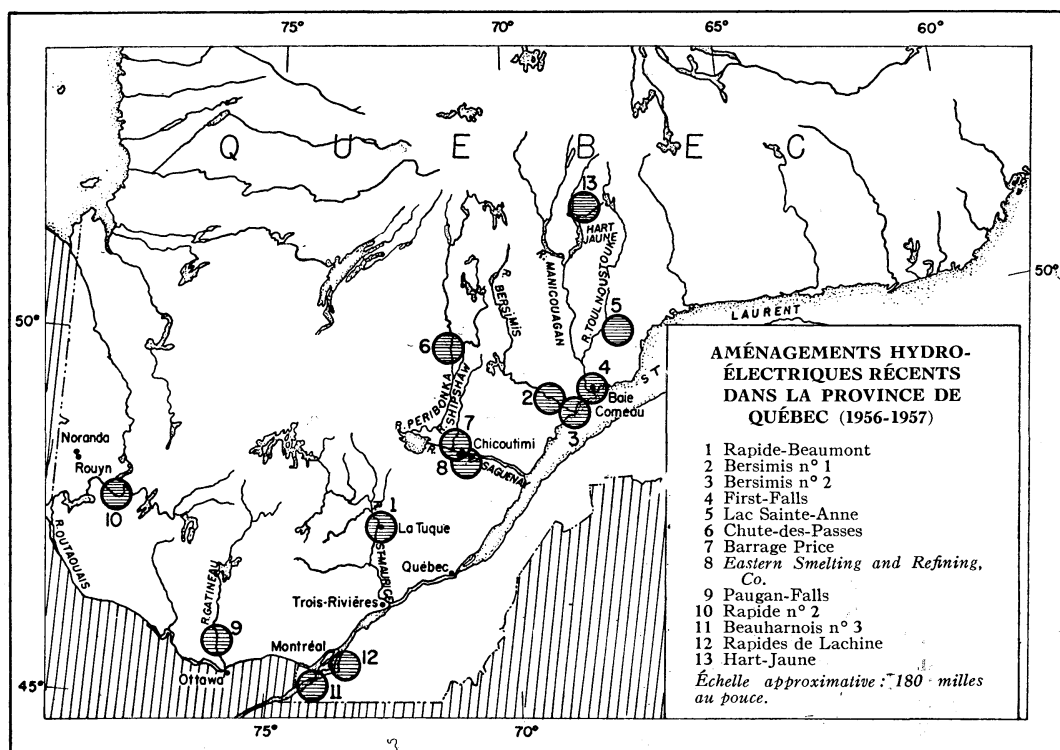 75°
70°
65°
60°
Q U E B E C
13
HART
JAUNE
R. MANICOUAGAN
R. TOULNOUSTOUK
R. BERSIMIS
5
50°
50°
LAURENT
ST
6
R. PERIBONKA
R. SHIPSHAW
4
Baie
Comeau
2
3
7
Chicoutimi
8
R. SAGUENAY
Noranda
Rouyn
10
1
La Tuque
R. ST-MAURICE
R. OUTAOUAIS
R. GATINEAU
Québec
Trois-Rivières
9
Montréal
12
Ottawa
11
45°
75°
70°
AMÉNAGEMENTS HYDRO-
ÉLECTRIQUES RÉCENTS
DANS LA PROVINCE DE
QUÉBEC (1956-1957)
1 Rapide-Beaumont
2 Bersimis n° 1
3 Bersimis n° 2
4 First-Falls
5 Lac Sainte-Anne
6 Chute-des-Passes
7 Barrage Price
8 Eastern Smelting and Refining,
Co.
9 Paugan-Falls
10 Rapide n° 2
11 Beauharnois n° 3
12 Rapides de Lachine
13 Hart-Jaune
Échelle approximative : 180 milles
au pouce.